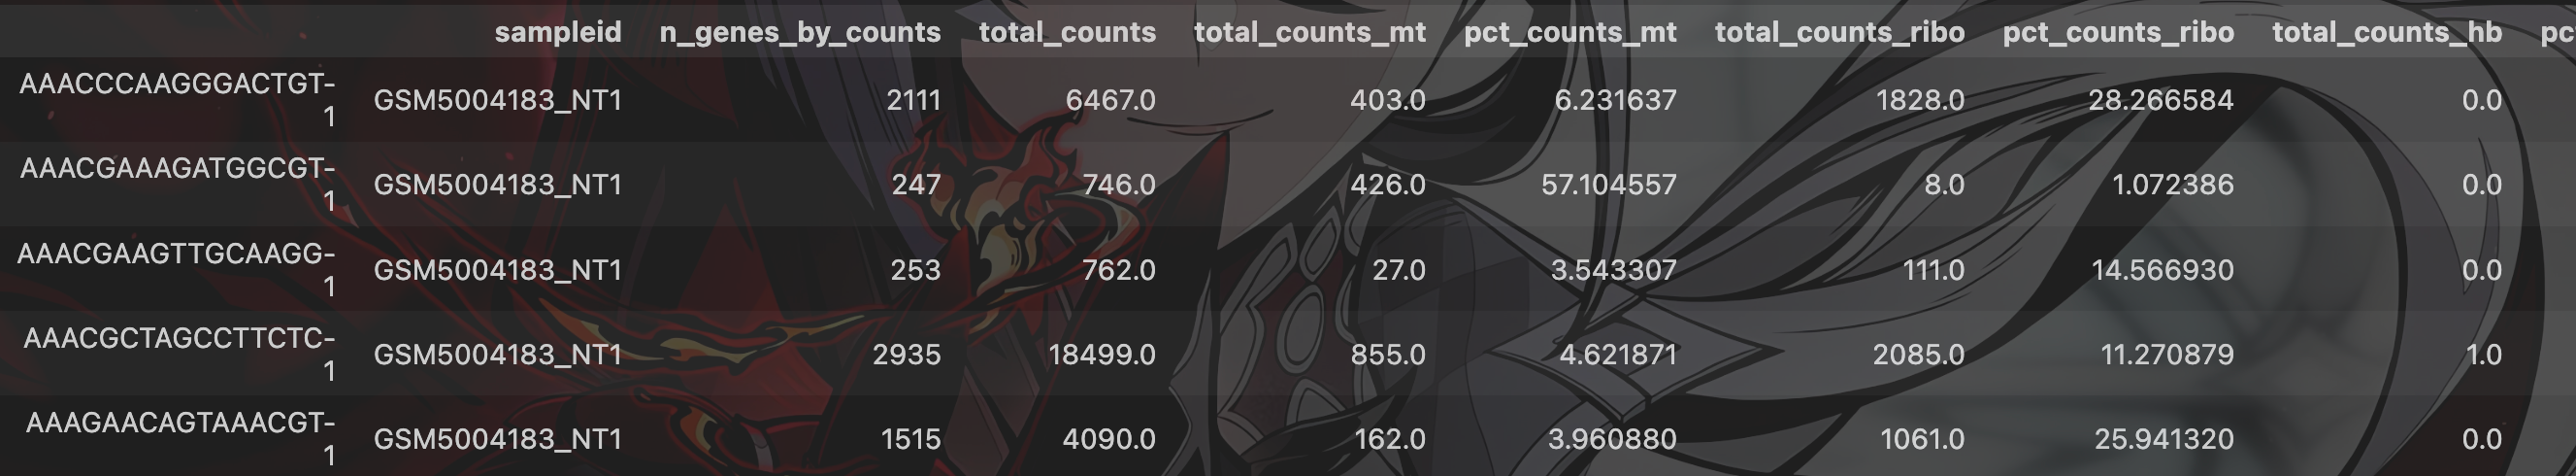 sampleid n_genes_by_counts total_counts total_counts_mt pct_counts_mt total_counts_ribo pct_counts_ribo total_counts_hb pc
AAACCCAAGGGACTGT-
1 GSM5004183_NT1 2111 6467.0 403.0 6.231637 1828.0 28.266584 0.0
AAACGAAAGATGGCGT-
1 GSM5004183_NT1 247 746.0 426.0 57.104557 8.0 1.072386 0.0
AAACGAAGTTGCAAGG-
1 GSM5004183_NT1 253 762.0 27.0 3.543307 111.0 14.566930 0.0
AAACGCTAGCCTTCTC-
1 GSM5004183_NT1 2935 18499.0 855.0 4.621871 2085.0 11.270879 1.0
AAAGAACAGTAAACGT-
1 GSM5004183_NT1 1515 4090.0 162.0 3.960880 1061.0 25.941320 0.0